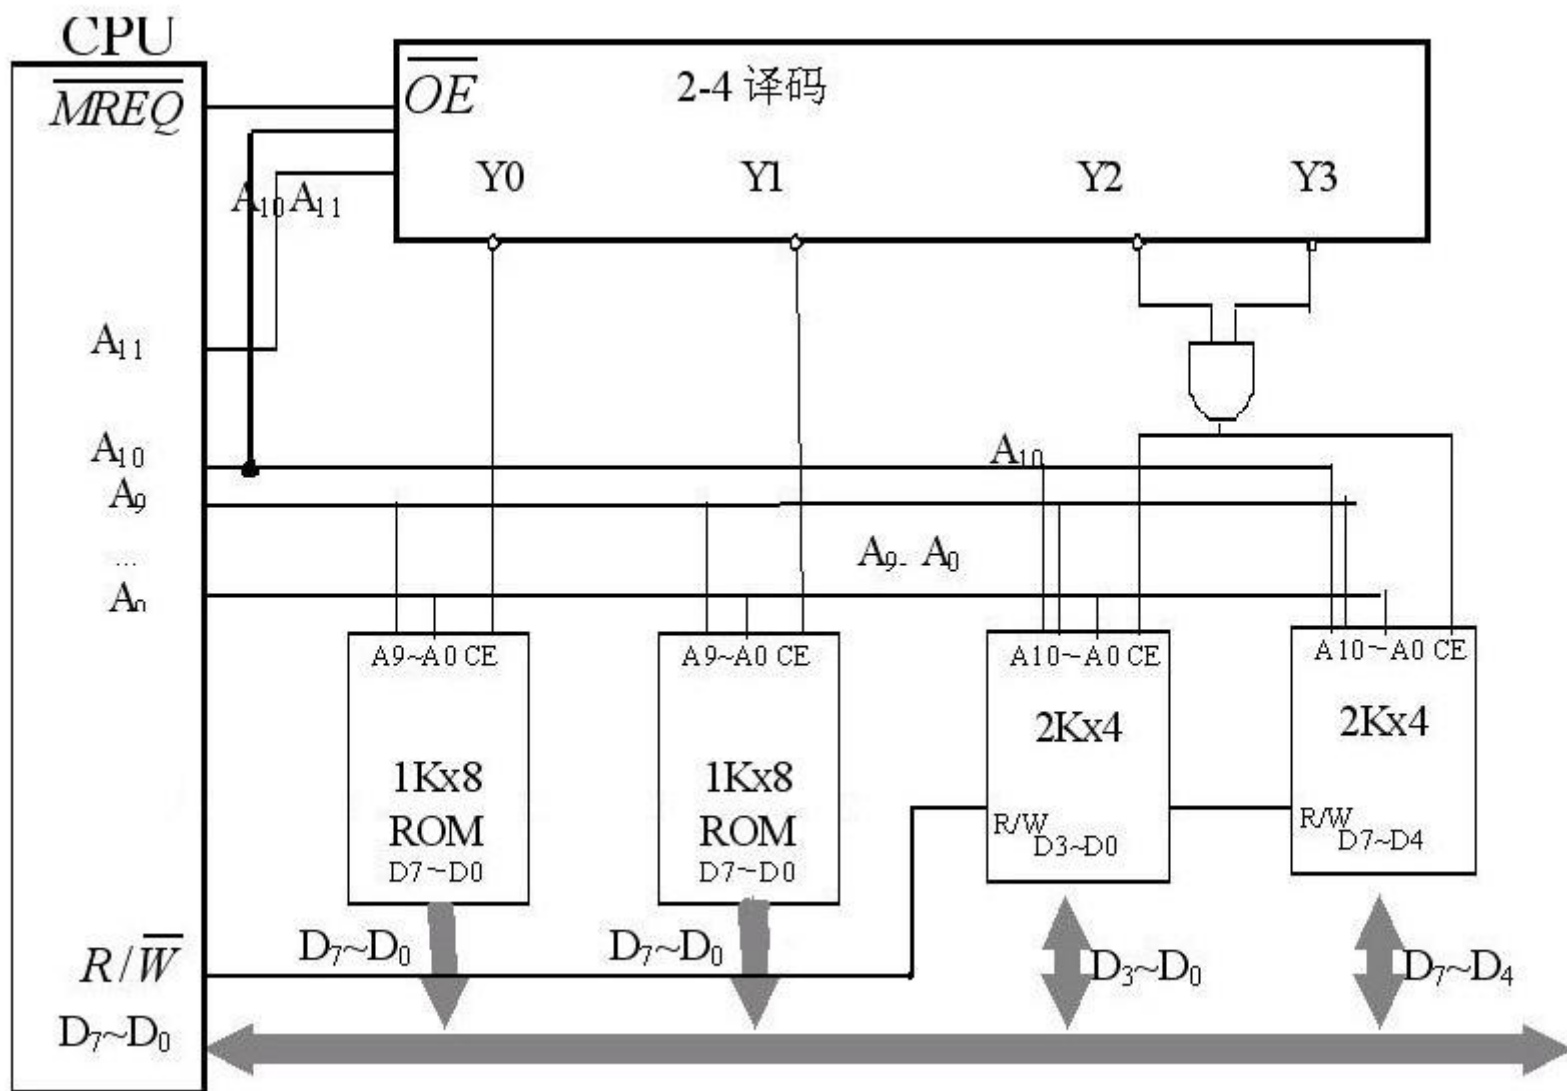 CPU
MREQ
OE
2-4 译码
Y0 Y1 Y2 Y3
A10 A11
A11
A10
A10
A9
...
A9- A0
A0
A9~A0 CE
A9~A0 CE
A10~A0 CE
A10~A0 CE
1Kx8
ROM
D7~D0
1Kx8
ROM
D7~D0
2Kx4
R/W
D3~D0
2Kx4
R/W
D7~D4
D7~D0
D7~D0
D3~D0
D7~D4
R/W
D7~D0